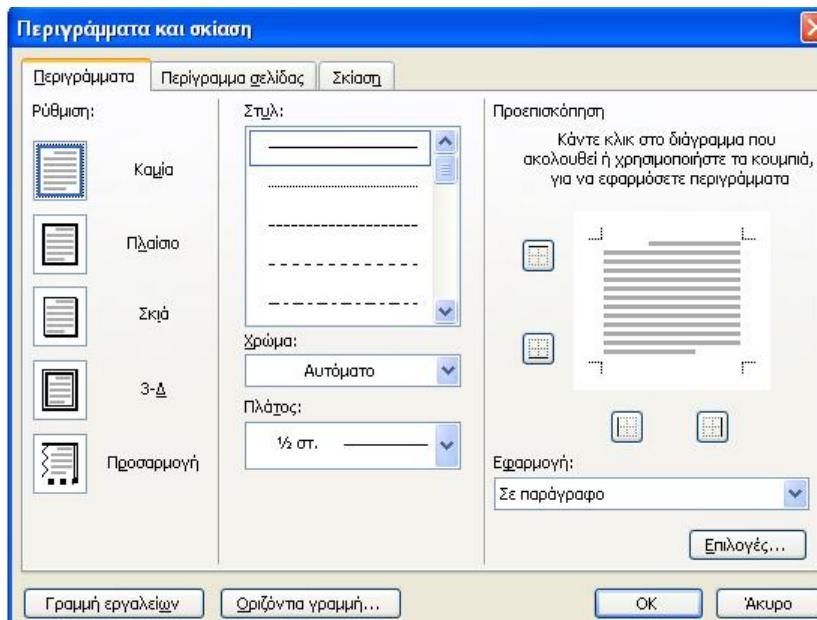 Περιγράμματα και σκίαση
Περιγράμματα
Περίγραμμα σελίδας
Σκίαση
Ρύθμιση:
Καμία
Πλαίσιο
Σκιά
3-Δ
Προσαρμογή
Στυλ:
Χρώμα:
Αυτόματο
Πλάτος:
½ στ.
Προεπισκόπηση
Κάντε κλικ στο διάγραμμα που
ακολουθεί ή χρησιμοποιήστε τα κουμπιά,
για να εφαρμόσετε περιγράμματα
Εφαρμογή:
Σε παράγραφο
Επιλογές...
Γραμμή εργαλείων
Οριζόντια γραμμή...
OK
Άκυρο